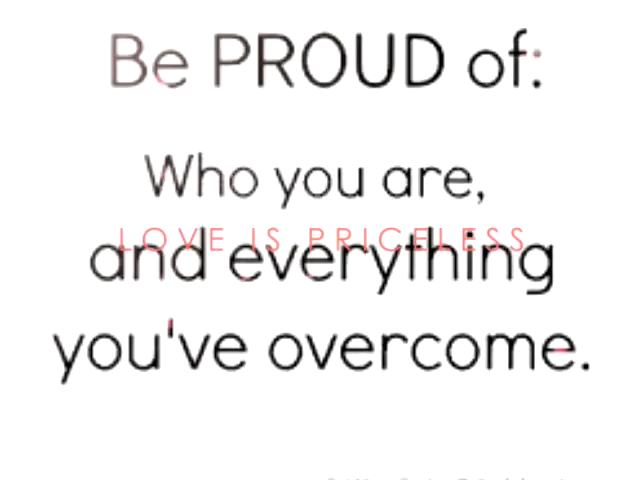 Be PROUD of:
Who you are,
LOVE IS PRICELESS
and everything
you've overcome.